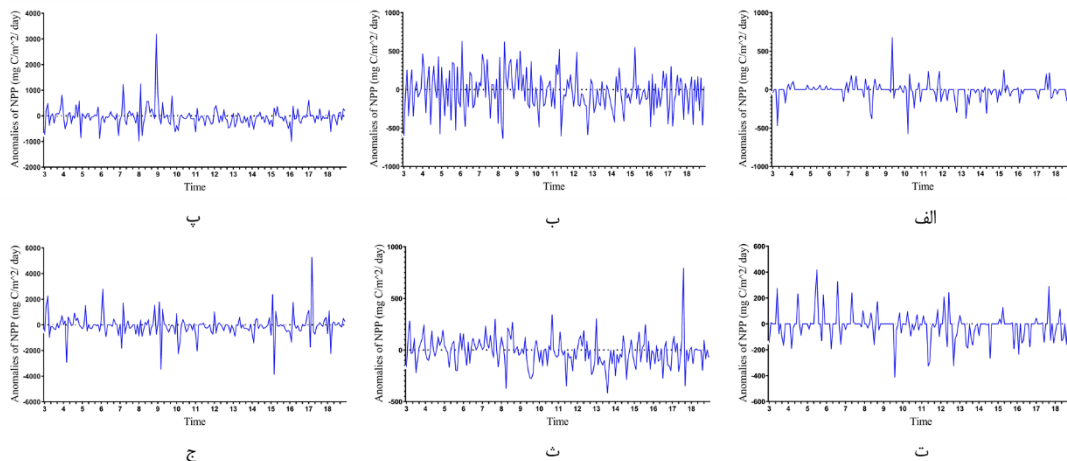 Anomalies of NPP (mg C/m^2/ day)
4000
3000
2000
1000
0
-1000
-2000
3 4 5 6 7 8 9 10 11 12 13 14 15 16 17 18
Time
پ
Anomalies of NPP (mg C/m^2/ day)
1000
500
0
-500
-1000
3 4 5 6 7 8 9 10 11 12 13 14 15 16 17 18
Time
ب
Anomalies of NPP (mg C/m^2/ day)
1000
500
0
-500
-1000
3 4 5 6 7 8 9 10 11 12 13 14 15 16 17 18
Time
الف
Anomalies of NPP (mg C/m^2/ day)
6000
4000
2000
0
-2000
-4000
-6000
3 4 5 6 7 8 9 10 11 12 13 14 15 16 17 18
Time
ج
Anomalies of NPP (mg C/m^2/ day)
1000
500
0
-500
3 4 5 6 7 8 9 10 11 12 13 14 15 16 17 18
Time
ث
Anomalies of NPP (mg C/m^2/ day)
600
400
200
0
-200
-400
-600
3 4 5 6 7 8 9 10 11 12 13 14 15 16 17 18
Time
ت